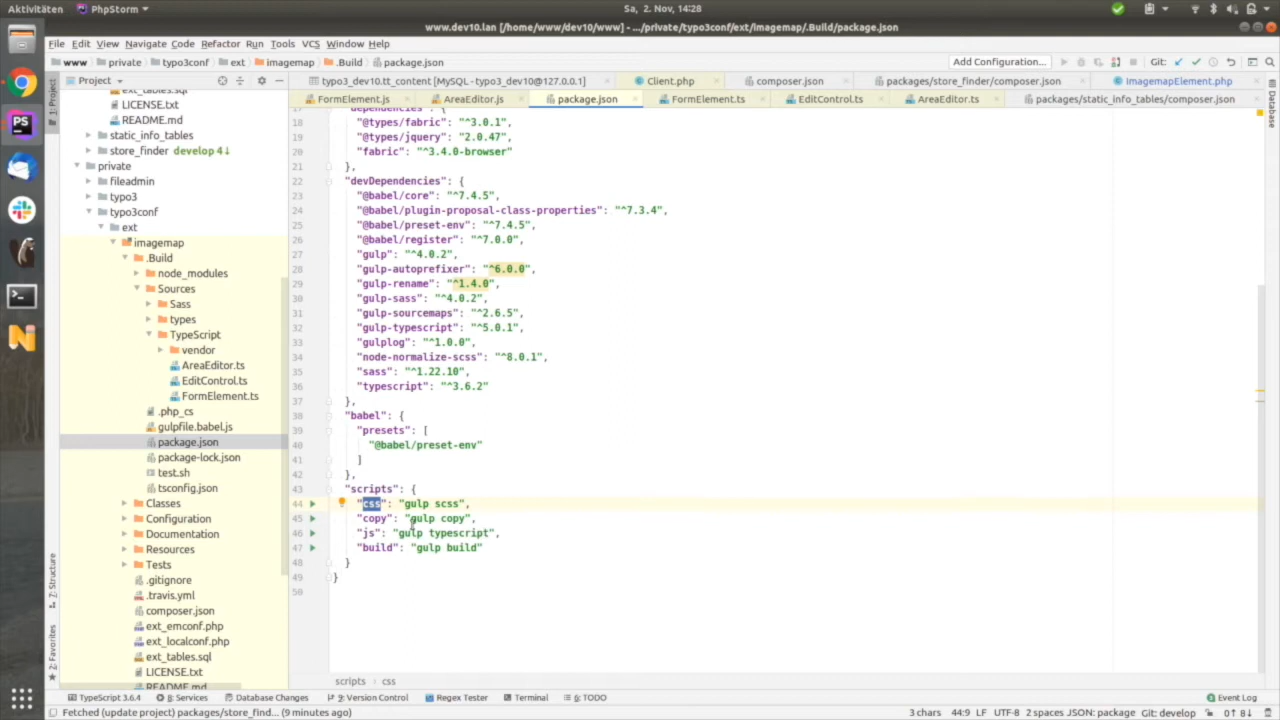 Aktivitäten
PhpStorm
Sa, 2. Nov, 14:28
www.dev10.lan [/home/www/dev10/www] - .../private/typo3conf/ext/imagemap/.Build/package.json
File Edit View Navigate Code Refactor Run Tools VCS Window Help
www private typo3conf ext imagemap .Build package.json
Add Configuration...
Git:
Project
typo3_dev10.tt_content [MySQL - typo3_dev10@127.0.0.1]
Client.php
composer.json
packages/store_finder/composer.json
ImagemapElement.php
FormElement.js
AreaEditor.js
package.json
FormElement.ts
EditControl.ts
AreaEditor.ts
packages/static_info_tables/composer.json
1: Project
Database
ext_tables.sql
LICENSE.txt
README.md
static_info_tables
store_finder develop 4↓
private
fileadmin
typo3
typo3conf
ext
imagemap
.Build
node_modules
Sources
Sass
types
TypeScript
vendor
AreaEditor.ts
EditControl.ts
FormElement.ts
.php_cs
gulpfile.babel.js
package.json
package-lock.json
test.sh
tsconfig.json
Classes
Configuration
Documentation
Resources
Tests
.gitignore
.travis.yml
composer.json
ext_emconf.php
ext_localconf.php
ext_tables.sql
LICENSE.txt
README.md
7: Structure
2: Favorites
17 "dependencies": {
18 "@types/fabric": "^3.0.1",
19 "@types/jquery": "2.0.47",
20 "fabric": "^3.4.0-browser"
21 },
22 "devDependencies": {
23 "@babel/core": "^7.4.5",
24 "@babel/plugin-proposal-class-properties": "^7.3.4",
25 "@babel/preset-env": "^7.4.5",
26 "@babel/register": "^7.0.0",
27 "gulp": "^4.0.2",
28 "gulp-autoprefixer": "^6.0.0",
29 "gulp-rename": "^1.4.0",
30 "gulp-sass": "^4.0.2",
31 "gulp-sourcemaps": "^2.6.5",
32 "gulp-typescript": "^5.0.1",
33 "gulplog": "^1.0.0",
34 "node-normalize-scss": "^8.0.1",
35 "sass": "^1.22.10",
36 "typescript": "^3.6.2"
37 },
38 "babel": {
39 "presets": [
40 "@babel/preset-env"
41 ]
42 },
43 "scripts": {
44 "css": "gulp scss",
45 "copy": "gulp copy",
46 "js": "gulp typescript",
47 "build": "gulp build"
48 }
49 }
50
scripts css
TypeScript 3.6.4
8: Services
Database Changes
9: Version Control
Regex Tester
Terminal
6: TODO
Event Log
Fetched (update project) packages/store_find... (9 minutes ago)
3 chars 44:9 LF UTF-8 2 spaces JSON: package Git: develop 0↑ 8↓